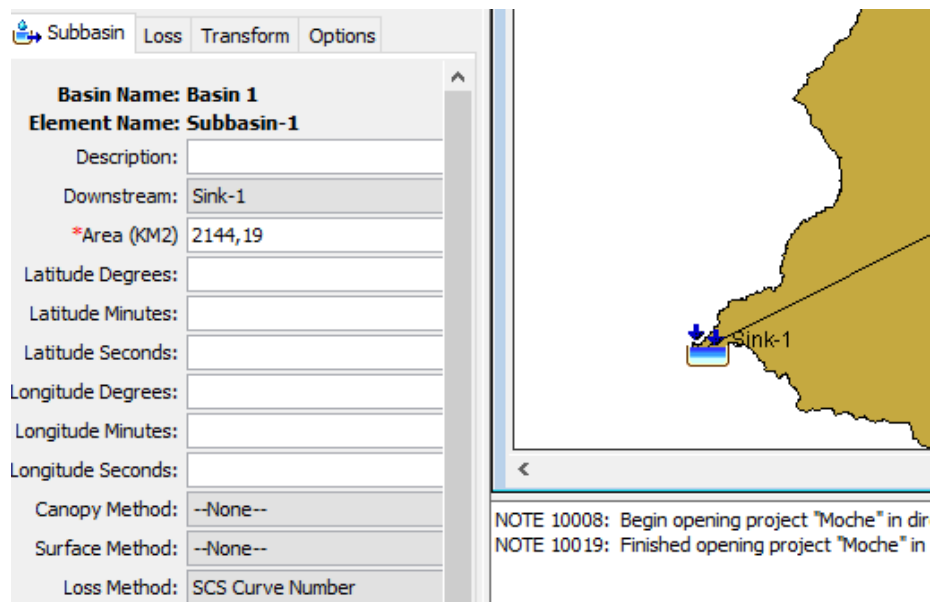 Subbasin Loss Transform Options
Basin Name: Basin 1
Element Name: Subbasin-1
Description:
Downstream: Sink-1
*Area (KM2) 2144,19
Latitude Degrees:
Latitude Minutes:
Latitude Seconds:
Longitude Degrees:
Longitude Minutes:
Longitude Seconds:
Canopy Method: --None--
Surface Method: --None--
Loss Method: SCS Curve Number
Sink-1
NOTE 10008: Begin opening project "Moche" in dir
NOTE 10019: Finished opening project "Moche" in